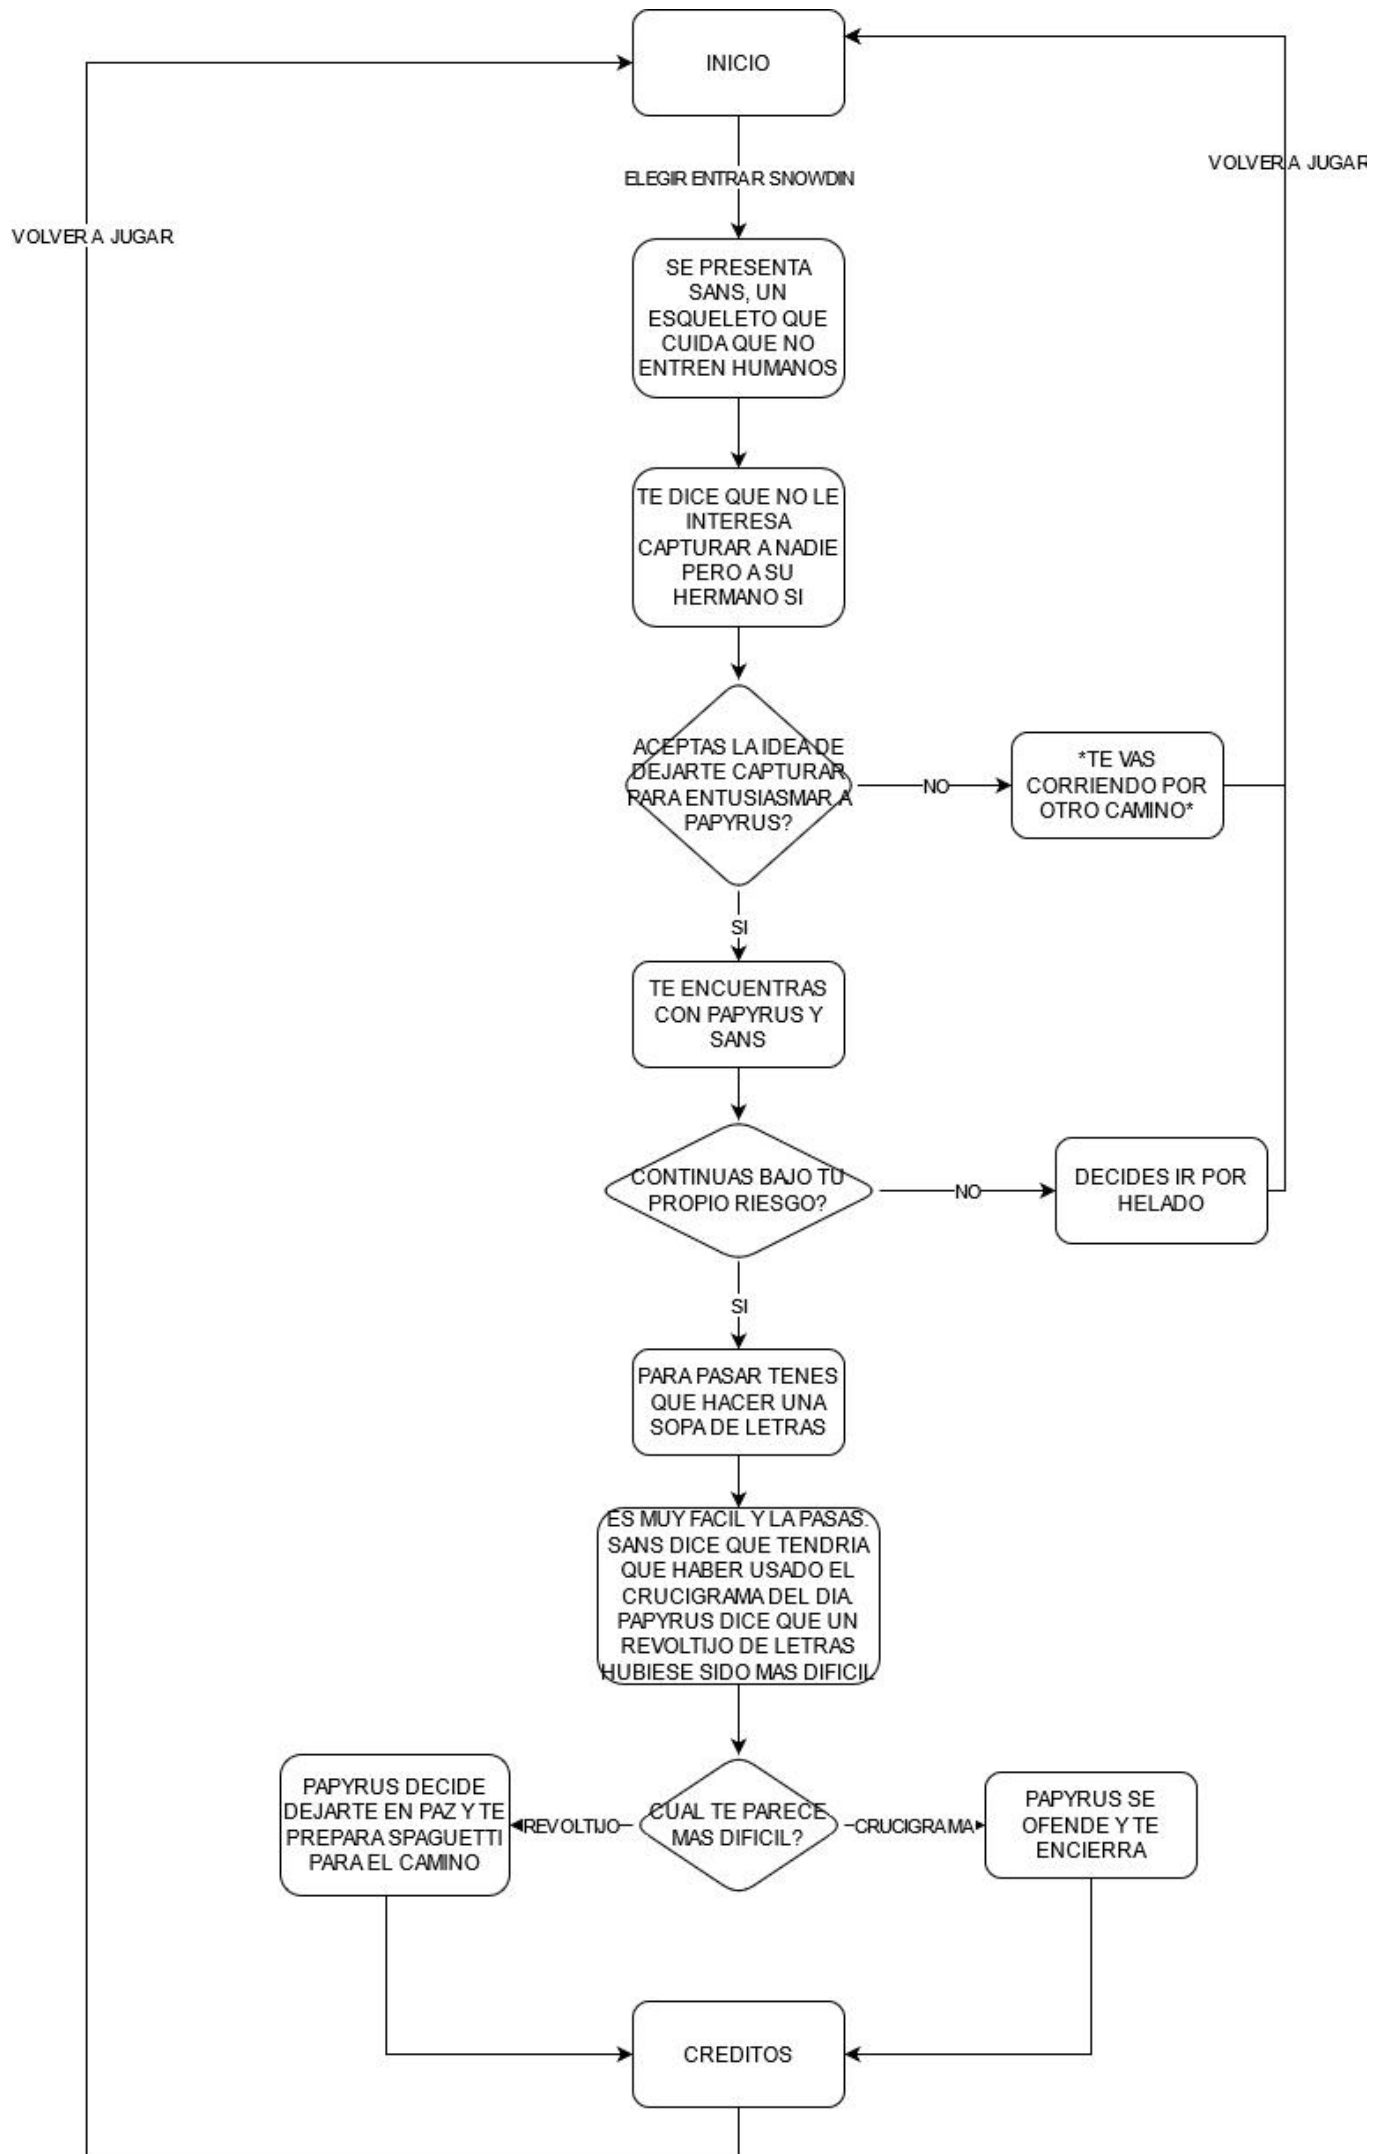 INICIO
VOLVER A JUGAR
ELEGIR ENTRAR SNOWDIN
VOLVER A JUGAR
SE PRESENTA
SANS, UN
ESQUELETO QUE
CUIDA QUE NO
ENTREN HUMANOS
TE DICE QUE NO LE
INTERESA
CAPTURAR A NADIE
PERO A SU
HERMANO SI
ACEPTAS LA IDEA DE
DEJARTE CAPTURAR
PARA ENTUSIASMAR A
PAPYRUS?
NO
*TE VAS
CORRIENDO POR
OTRO CAMINO*
SI
TE ENCUENTRAS
CON PAPYRUS Y
SANS
CONTINUAS BAJO TU
PROPIO RIESGO?
NO
DECIDES IR POR
HELADO
SI
PARA PASAR TENES
QUE HACER UNA
SOPA DE LETRAS
ES MUY FACIL Y LA PASAS.
SANS DICE QUE TENDRIA
QUE HABER USADO EL
CRUCIGRAMA DEL DIA.
PAPYRUS DICE QUE UN
REVOLTIJO DE LETRAS
HUBIESE SIDO MAS DIFICIL
CUAL TE PARECE
MAS DIFICIL?
REVOLTIJO
PAPYRUS DECIDE
DEJARTE EN PAZ Y TE
PREPARA SPAGUETTI
PARA EL CAMINO
CRUCIGRAMA
PAPYRUS SE
OFENDE Y TE
ENCIERRA
CREDITOS